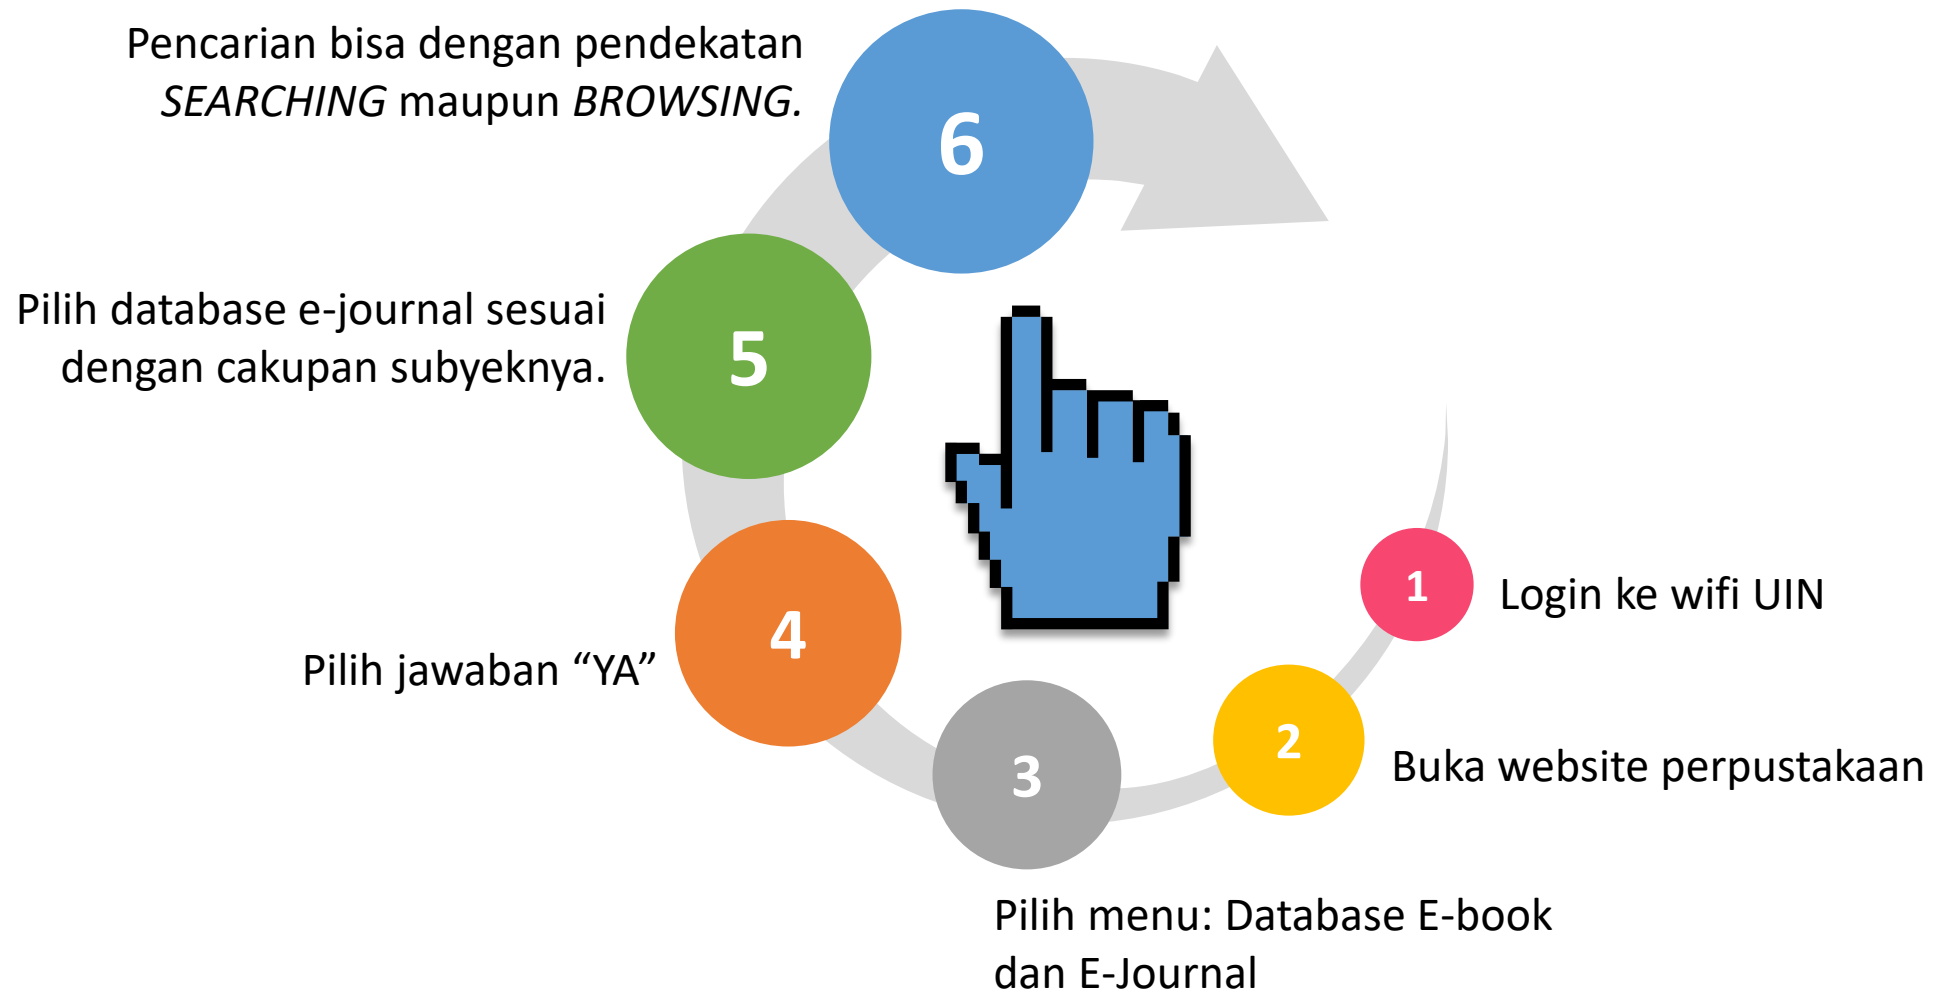 Pencarian bisa dengan pendekatan
SEARCHING maupun BROWSING.
6
Pilih database e-journal sesuai
dengan cakupan subyeknya.
5
4
Pilih jawaban “YA”
3
Pilih menu: Database E-book
dan E-Journal
2
Buka website perpustakaan
1
Login ke wifi UIN